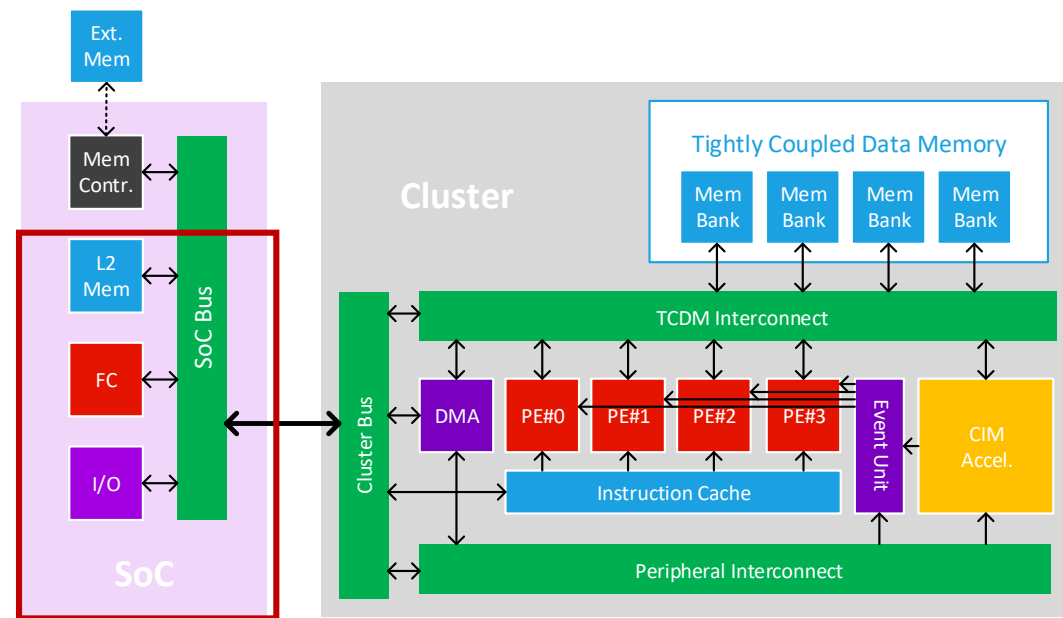 Ext.
Mem
Mem
Contr.
L2
Mem
FC
I/O
SoC Bus
SoC
Cluster
Tightly Coupled Data Memory
Mem
Bank
Mem
Bank
Mem
Bank
Mem
Bank
TCDM Interconnect
Cluster Bus
DMA
PE#0
PE#1
PE#2
PE#3
Event Unit
CIM
Accel.
Instruction Cache
Peripheral Interconnect